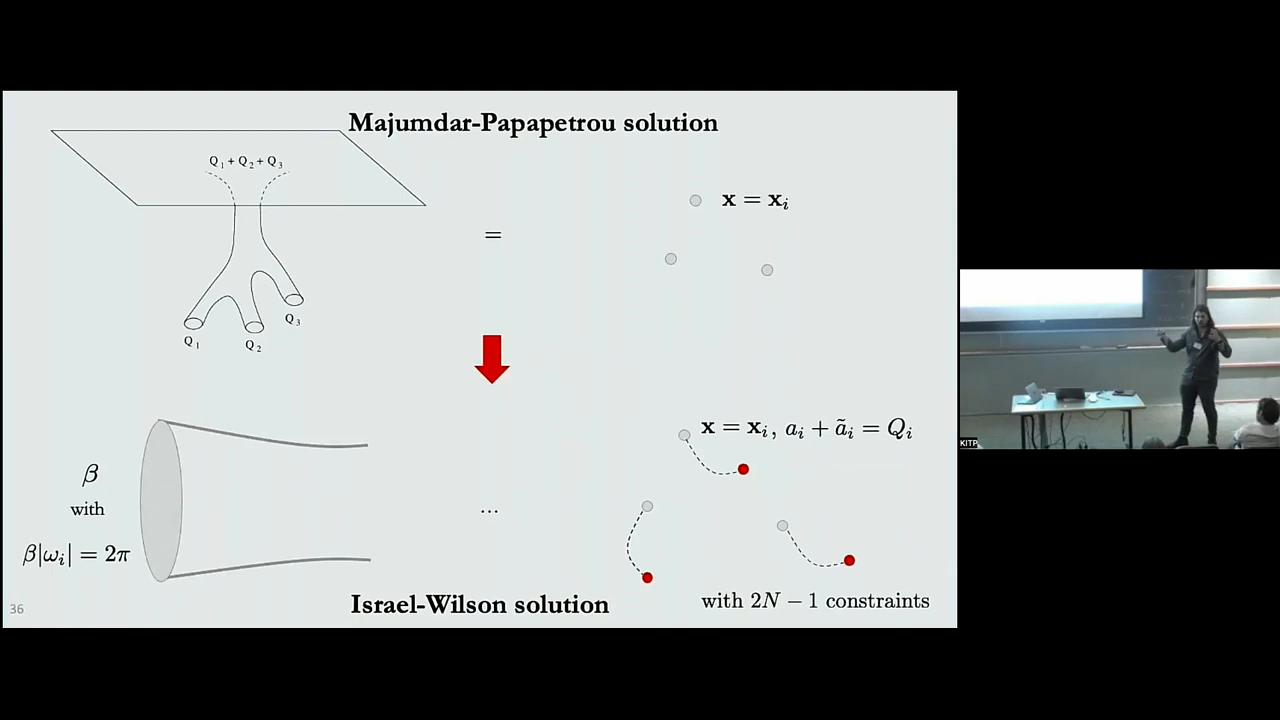 Majumdar-Papapetrou solution
Q₁ + Q₂ + Q₃
x = xᵢ
=
Q₁
Q₂
Q₃
x = xᵢ, aᵢ + ãᵢ = Qᵢ
β
with
β|ωᵢ| = 2π
...
Israel-Wilson solution
with 2N − 1 constraints
36
KITP